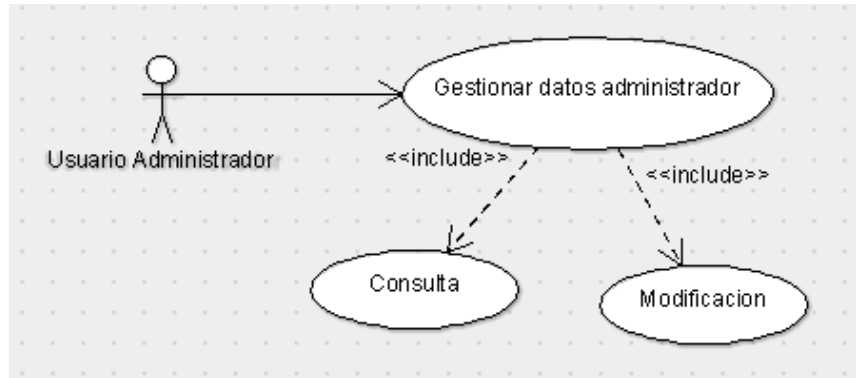 Gestionar datos administrador
Usuario Administrador
<<include>>
<<include>>
Consulta
Modificacion